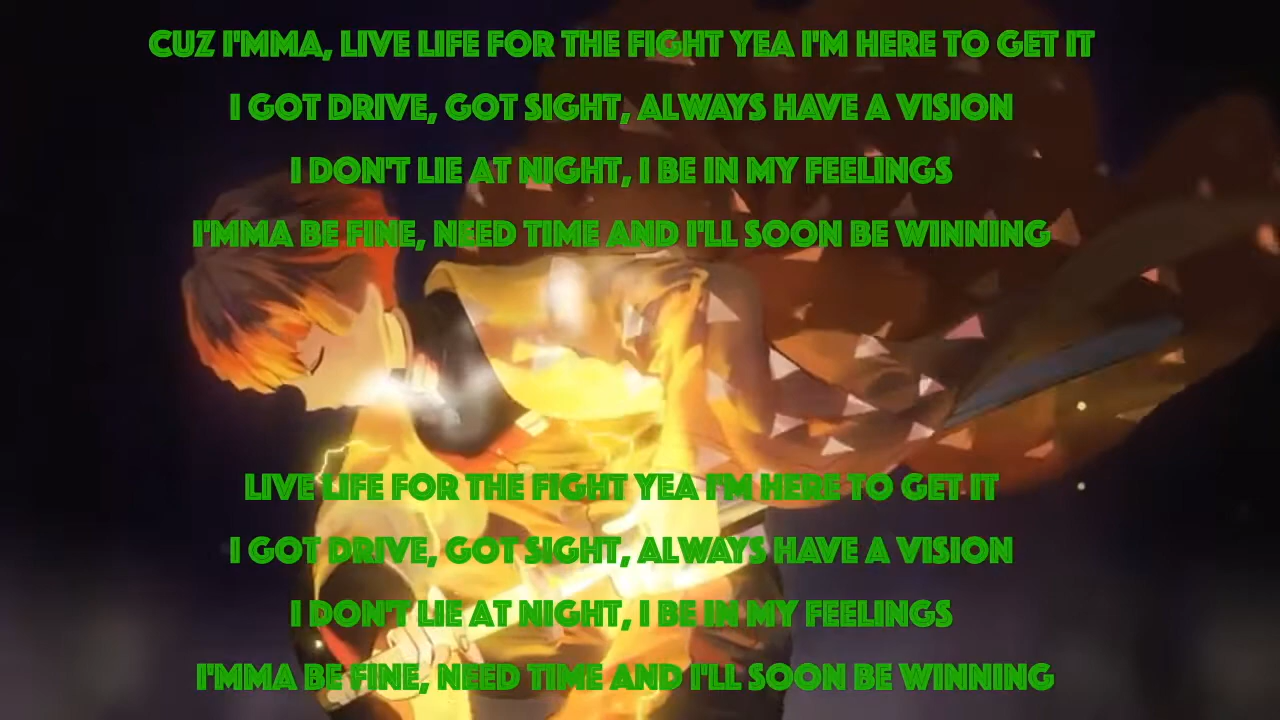 CUZ I'MMA, LIVE LIFE FOR THE FIGHT YEA I'M HERE TO GET IT
I GOT DRIVE, GOT SIGHT, ALWAYS HAVE A VISION
I DON'T LIE AT NIGHT, I BE IN MY FEELINGS
I'MMA BE FINE, NEED TIME AND I'LL SOON BE WINNING
LIVE LIFE FOR THE FIGHT YEA I'M HERE TO GET IT
I GOT DRIVE, GOT SIGHT, ALWAYS HAVE A VISION
I DON'T LIE AT NIGHT, I BE IN MY FEELINGS
I'MMA BE FINE, NEED TIME AND I'LL SOON BE WINNING